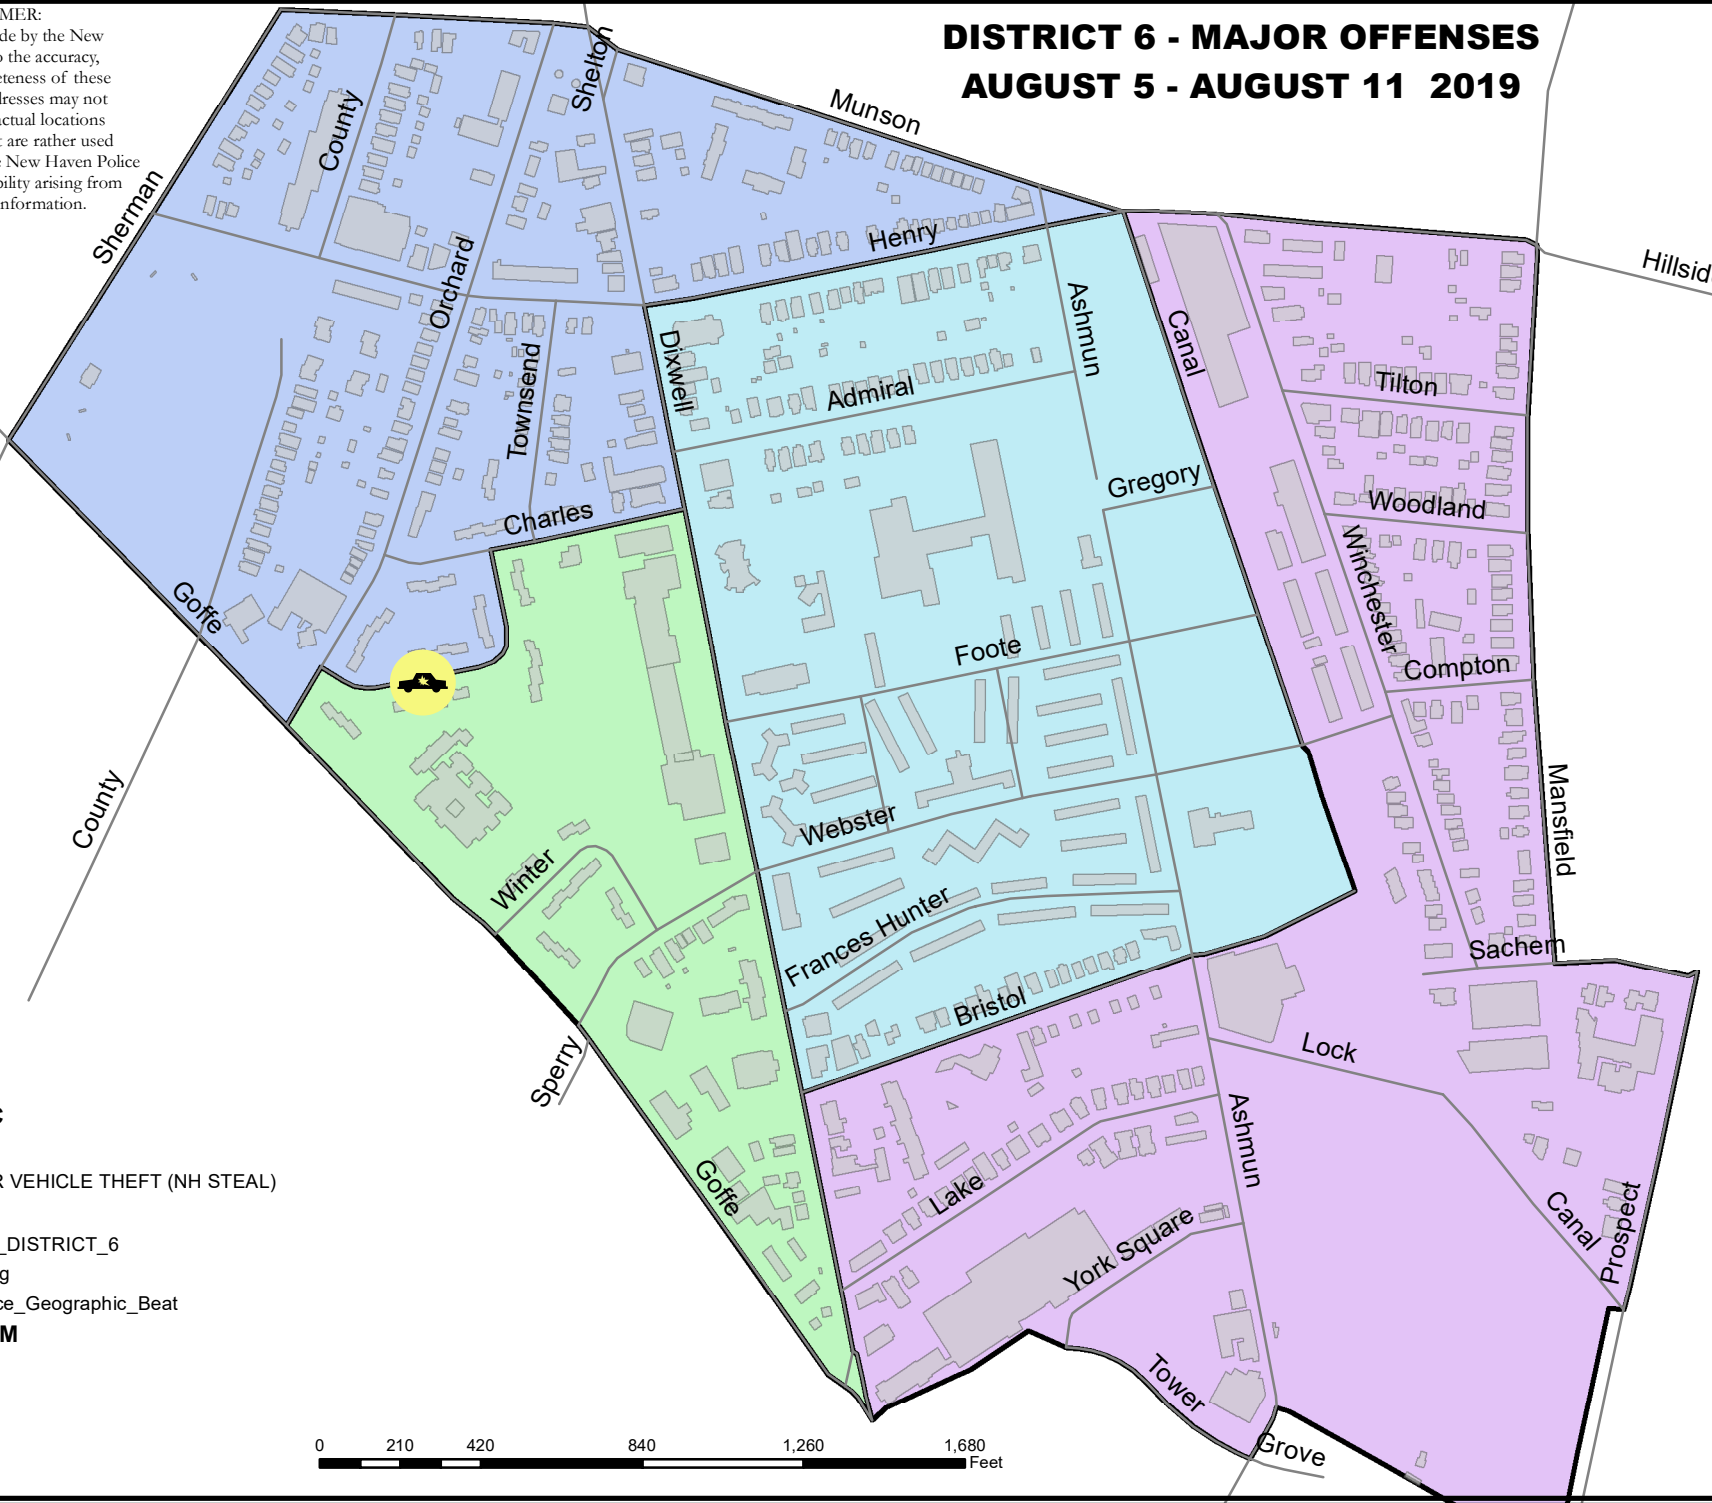 MER:
de by the New
o the accuracy,
eteness of these
dresses may not
actual locations
t are rather used
e New Haven Police
bility arising from
nformation.
DISTRICT 6 - MAJOR OFFENSES
AUGUST 5 - AUGUST 11 2019
Shelton
Munson
County
Sherman
Henry
Orchard
Hillsid
Ashmun
Canal
Dixwell
Townsend
Admiral
Tilton
Gregory
Woodland
Charles
Winchester
Goffe
Foote
Compton
County
Webster
Mansfield
Winter
Frances Hunter
Sachem
Bristol
Lock
Sperry
Ashmun
Goffe
Lake
Canal
Prospect
York Square
Tower
Grove
C
R VEHICLE THEFT (NH STEAL)
_DISTRICT_6
g
ce_Geographic_Beat
M
0 210 420 840 1,260 1,680
Feet